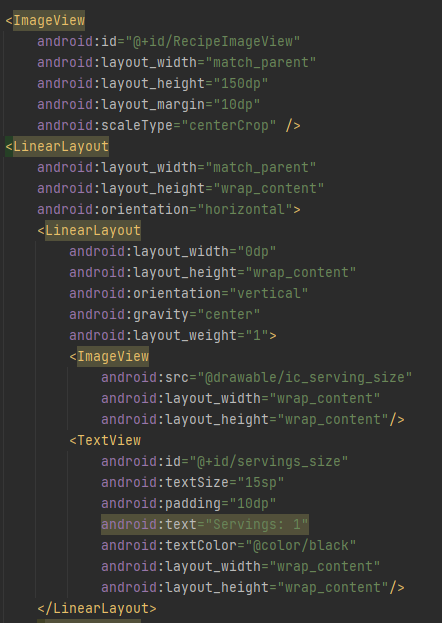 <ImageView
android:id="@+id/RecipeImageView"
android:layout_width="match_parent"
android:layout_height="150dp"
android:layout_margin="10dp"
android:scaleType="centerCrop" />
<LinearLayout
android:layout_width="match_parent"
android:layout_height="wrap_content"
android:orientation="horizontal">
<LinearLayout
android:layout_width="0dp"
android:layout_height="wrap_content"
android:orientation="vertical"
android:gravity="center"
android:layout_weight="1">
<ImageView
android:src="@drawable/ic_serving_size"
android:layout_width="wrap_content"
android:layout_height="wrap_content"/>
<TextView
android:id="@+id/servings_size"
android:textSize="15sp"
android:padding="10dp"
android:text="Servings: 1"
android:textColor="@color/black"
android:layout_width="wrap_content"
android:layout_height="wrap_content"/>
</LinearLayout>